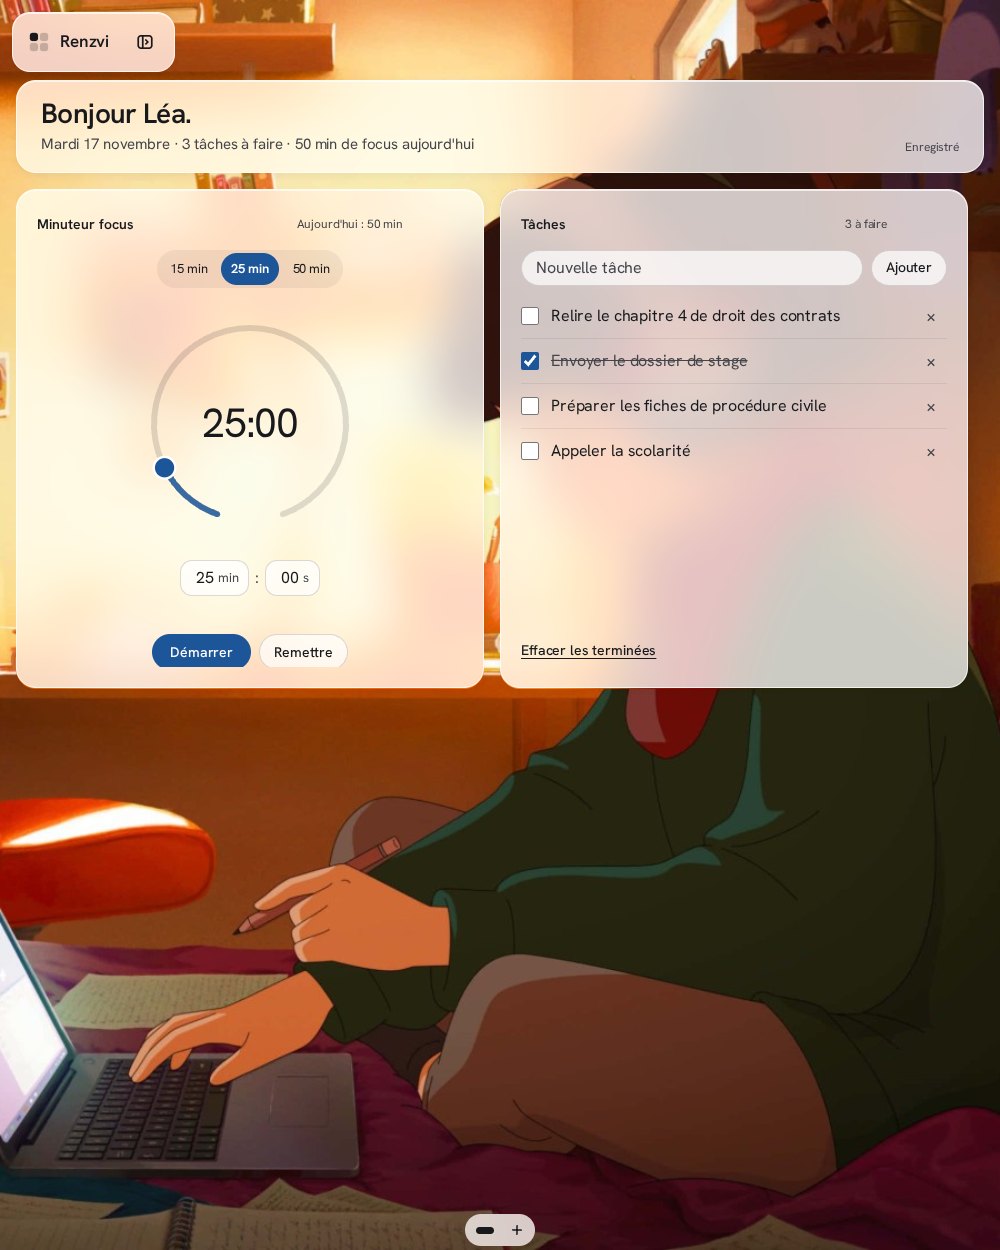 Renzvi
Bonjour Léa.
Mardi 17 novembre · 3 tâches à faire · 50 min de focus aujourd'hui
Enregistré
Minuteur focus
Aujourd'hui : 50 min
15 min
25 min
50 min
25:00
25 min : 00 s
Démarrer
Remettre
Tâches
3 à faire
Nouvelle tâche
Ajouter
Relire le chapitre 4 de droit des contrats
Envoyer le dossier de stage
Préparer les fiches de procédure civile
Appeler la scolarité
Effacer les terminées